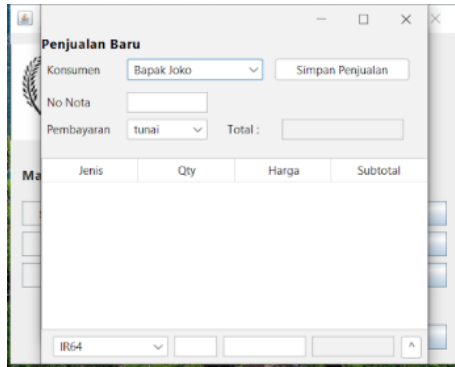 Penjualan Baru
Konsumen Bapak Joko Simpan Penjualan
No Nota
Pembayaran tunai Total :
Ma
Jenis Qty Harga Subtotal
IR64 ^